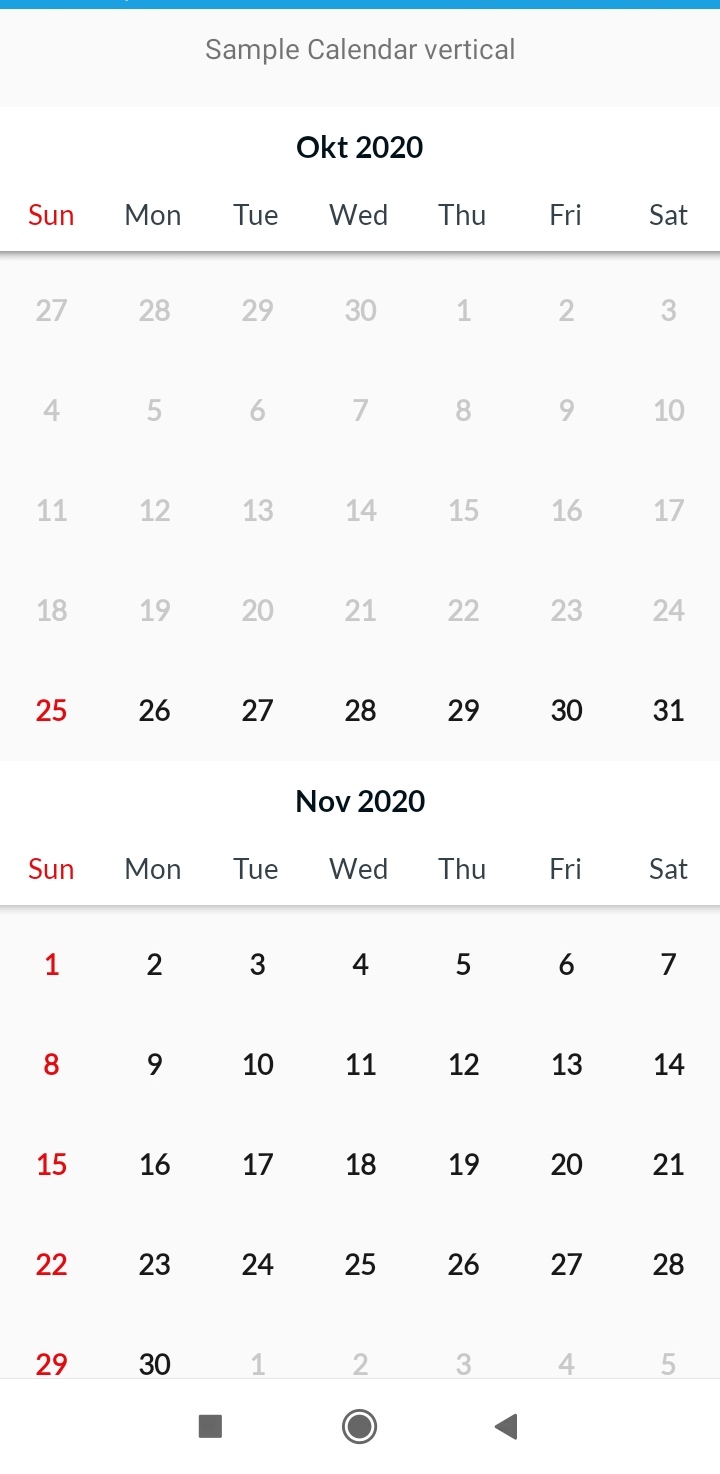 Sample Calendar vertical
Okt 2020
Sun Mon Tue Wed Thu Fri Sat
27 28 29 30 1 2 3
4 5 6 7 8 9 10
11 12 13 14 15 16 17
18 19 20 21 22 23 24
25 26 27 28 29 30 31
Nov 2020
Sun Mon Tue Wed Thu Fri Sat
1 2 3 4 5 6 7
8 9 10 11 12 13 14
15 16 17 18 19 20 21
22 23 24 25 26 27 28
29 30 1 2 3 4 5